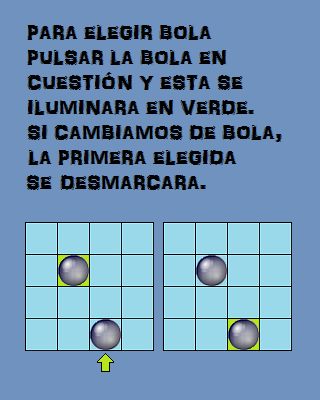 PARA ELEGIR BOLA
PULSAR LA BOLA EN
CUESTIÓN Y ESTA SE
ILUMINARA EN VERDE.
SI CAMBIAMOS DE BOLA,
LA PRIMERA ELEGIDA
SE DESMARCARA.